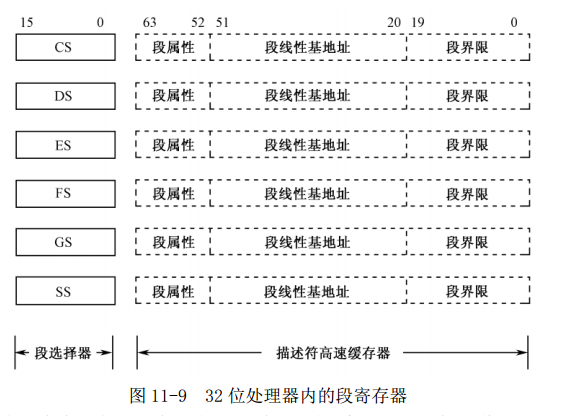 15 0 63 52 51 20 19 0
CS 段属性 段线性基地址 段界限
DS 段属性 段线性基地址 段界限
ES 段属性 段线性基地址 段界限
FS 段属性 段线性基地址 段界限
GS 段属性 段线性基地址 段界限
SS 段属性 段线性基地址 段界限
段选择器 描述符高速缓存器
图 11-9 32 位处理器内的段寄存器